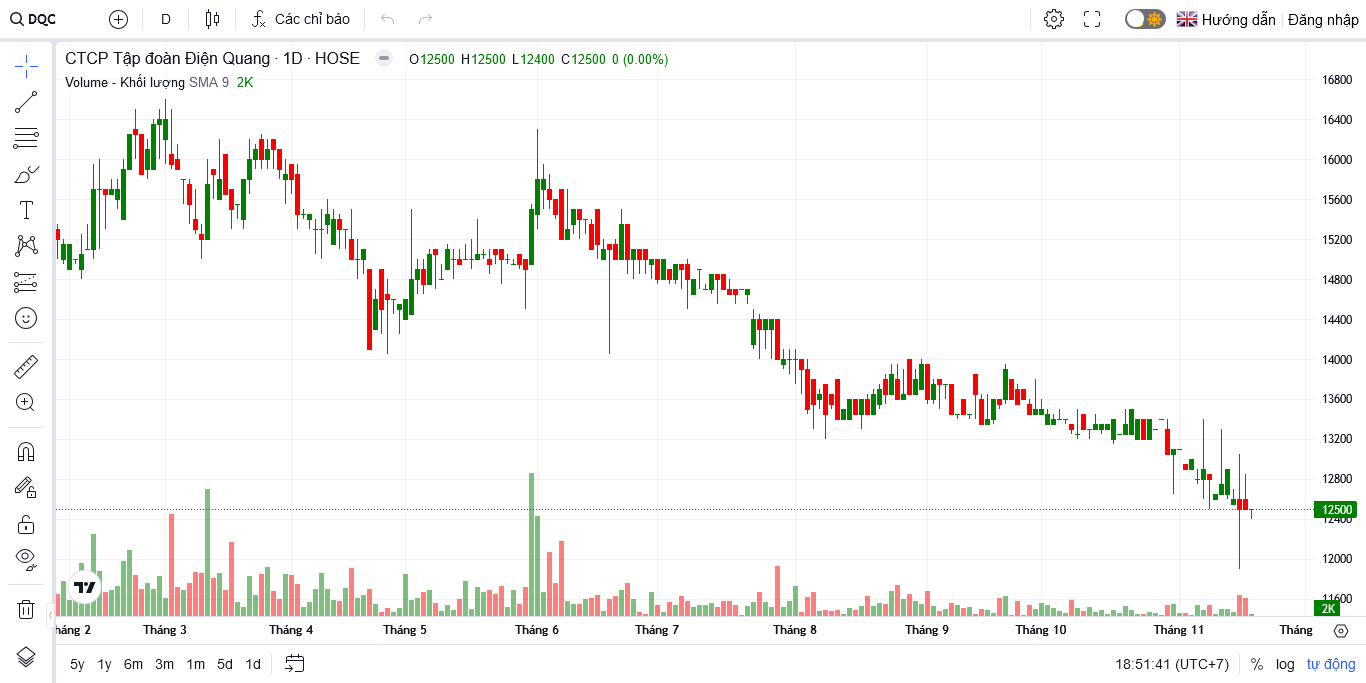 DQC D Các chỉ báo Hướng dẫn Đăng nhập
CTCP Tập đoàn Điện Quang · 1D · HOSE O12500 H12500 L12400 C12500 0 (0.00%)
Volume - Khối lượng SMA 9 2K
16800
16400
16000
15600
15200
14800
14400
14000
13600
13200
12800
12500
12400
12000
11600
2K
háng 2 Tháng 3 Tháng 4 Tháng 5 Tháng 6 Tháng 7 Tháng 8 Tháng 9 Tháng 10 Tháng 11 Tháng
5y 1y 6m 3m 1m 5d 1d 18:51:41 (UTC+7) % log tự động